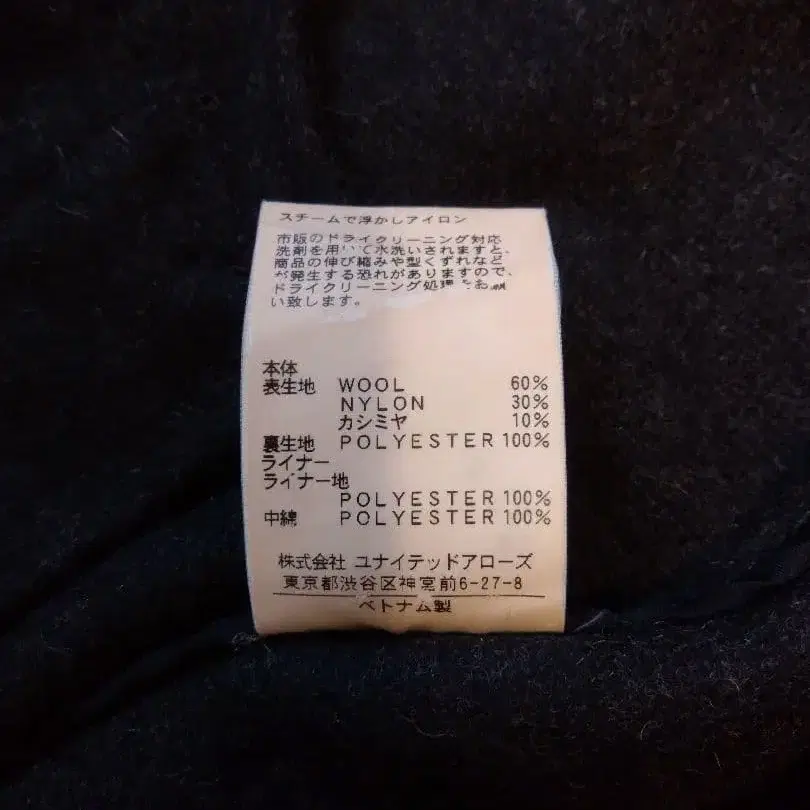 スチームで浮かしアイロン
市販のドライクリーニング対応
洗剤を用いて水洗いされますと、
商品の伸び縮みや型くずれなど
が発生する恐れがありますので、
ドライクリーニング処理をお願
い致します。
本体
表生地 WOOL 60%
NYLON 30%
カシミヤ 10%
裏生地 POLYESTER 100%
ライナー
ライナー地
POLYESTER 100%
中綿 POLYESTER 100%
株式会社 ユナイテッドアローズ
東京都渋谷区神宮前6-27-8
ベトナム製